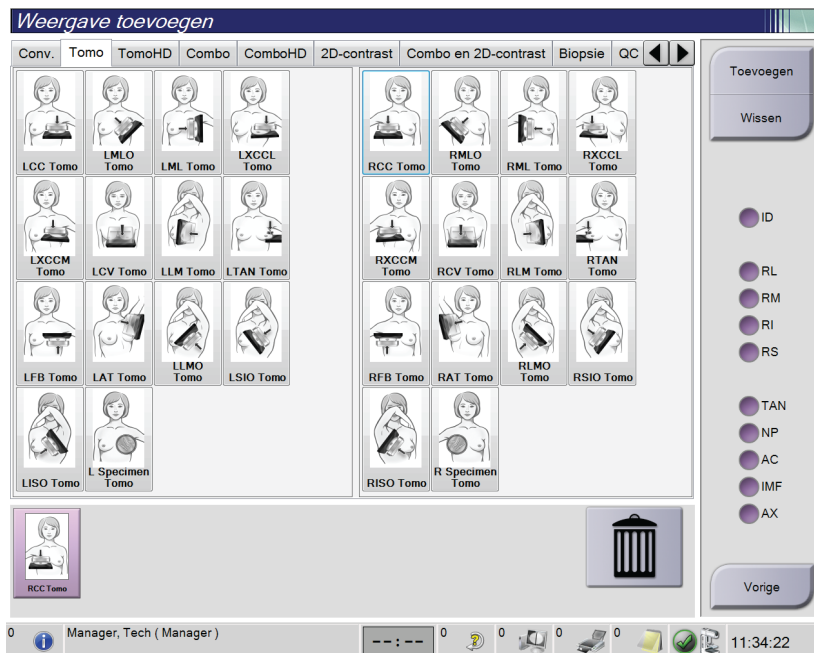 Weergave toevoegen
Conv. Tomo TomoHD Combo ComboHD 2D-contrast Combo en 2D-contrast Biopsie QC
Toevoegen
Wissen
LCC Tomo
LMLO
Tomo
LML Tomo
LXCCL
Tomo
RCC Tomo
RMLO
Tomo
RML Tomo
RXCCL
Tomo
LXCCM
Tomo
LCV Tomo
LLM Tomo
LTAN Tomo
RXCCM
Tomo
RCV Tomo
RLM Tomo
RTAN
Tomo
LFB Tomo
LAT Tomo
LLMO
Tomo
LSIO Tomo
RFB Tomo
RAT Tomo
RLMO
Tomo
RSIO Tomo
LISO Tomo
L Specimen
Tomo
RISO Tomo
R Specimen
Tomo
ID
RL
RM
RI
RS
TAN
NP
AC
IMF
AX
RCC Tomo
Vorige
0 Manager, Tech ( Manager ) --:-- 0 0 0 0 11:34:22